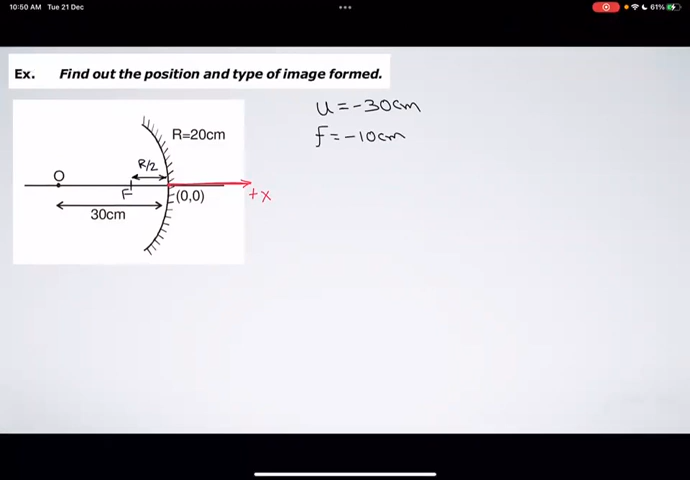 10:50 AM Tue 21 Dec
61%
Ex. Find out the position and type of image formed.
u = -30cm
f = -10cm
R=20cm
R/2
O
F
(0,0)
+x
30cm